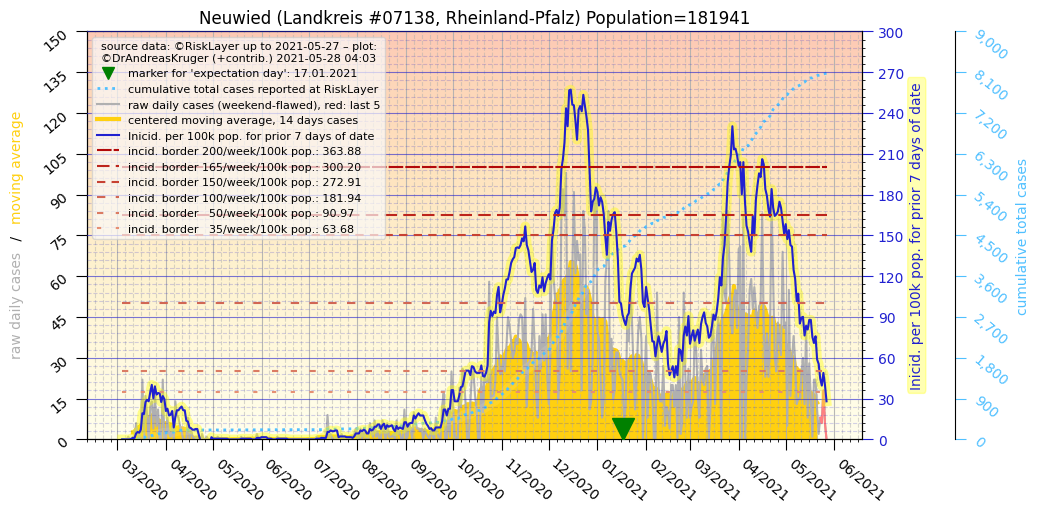 Neuwied (Landkreis #07138, Rheinland-Pfalz) Population=181941
source data: ©RiskLayer up to 2021-05-27 – plot:
©DrAndreasKruger (+contrib.) 2021-05-28 04:03
marker for 'expectation day': 17.01.2021
cumulative total cases reported at RiskLayer
raw daily cases (weekend-flawed), red: last 5
centered moving average, 14 days cases
Inicid. per 100k pop. for prior 7 days of date
incid. border 200/week/100k pop.: 363.88
incid. border 165/week/100k pop.: 300.20
incid. border 150/week/100k pop.: 272.91
incid. border 100/week/100k pop.: 181.94
incid. border   50/week/100k pop.: 90.97
incid. border   35/week/100k pop.: 63.68
raw daily cases / moving average
150
135
120
105
90
75
60
45
30
15
0
300
270
240
210
180
150
120
90
60
30
0
Inicid. per 100k pop. for prior 7 days of date
9,000
8,100
7,200
6,300
5,400
4,500
3,600
2,700
1,800
900
0
cumulative total cases
03/2020
04/2020
05/2020
06/2020
07/2020
08/2020
09/2020
10/2020
11/2020
12/2020
01/2021
02/2021
03/2021
04/2021
05/2021
06/2021